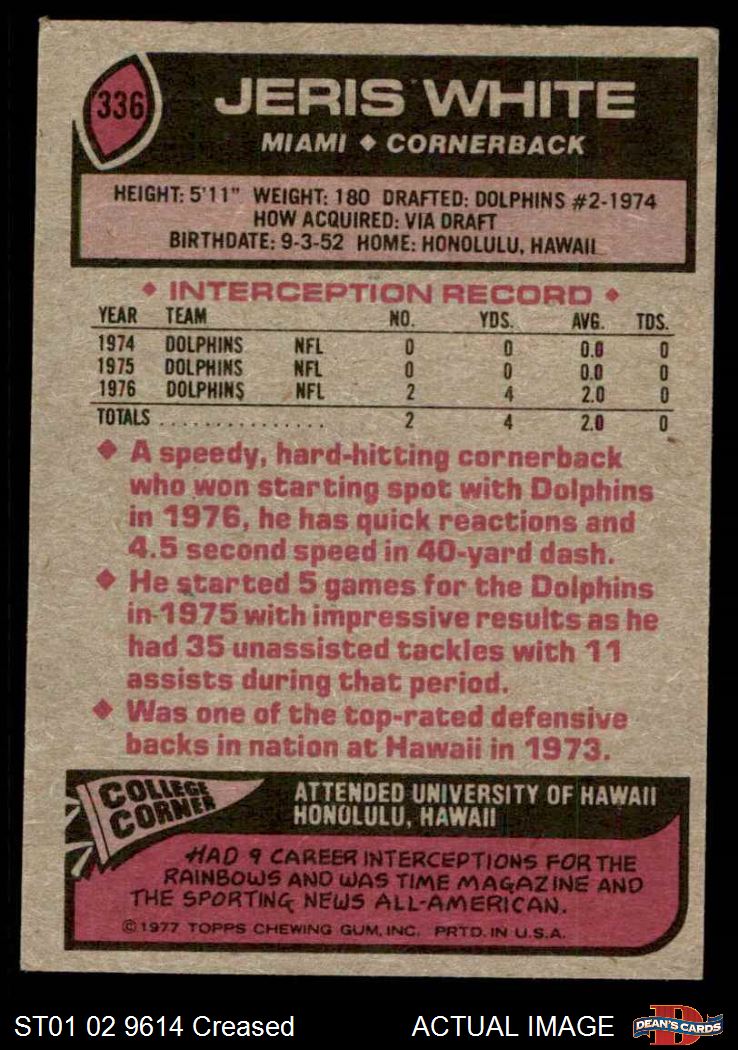 336
JERIS WHITE
MIAMI ◆ CORNERBACK
HEIGHT: 5'11" WEIGHT: 180 DRAFTED: DOLPHINS #2-1974
HOW ACQUIRED: VIA DRAFT
BIRTHDATE: 9-3-52 HOME: HONOLULU, HAWAII
◆ INTERCEPTION RECORD ◆
YEAR TEAM NO. YDS. AVG. TDS.
1974 DOLPHINS NFL 0 0 0.0 0
1975 DOLPHINS NFL 0 0 0.0 0
1976 DOLPHINS NFL 2 4 2.0 0
TOTALS . . . . . . . . . . . . . . . 2 4 2.0 0
◆ A speedy, hard-hitting cornerback
who won starting spot with Dolphins
in 1976, he has quick reactions and
4.5 second speed in 40-yard dash.
◆ He started 5 games for the Dolphins
in 1975 with impressive results as he
had 35 unassisted tackles with 11
assists during that period.
◆ Was one of the top-rated defensive
backs in nation at Hawaii in 1973.
COLLEGE
CORNER
ATTENDED UNIVERSITY OF HAWAII
HONOLULU, HAWAII
HAD 9 CAREER INTERCEPTIONS FOR THE
RAINBOWS AND WAS TIME MAGAZINE AND
THE SPORTING NEWS ALL-AMERICAN.
©1977 TOPPS CHEWING GUM, INC. PRTD. IN U.S.A.
ST01 02 9614 Creased
ACTUAL IMAGE
D
DEAN'S CARDS